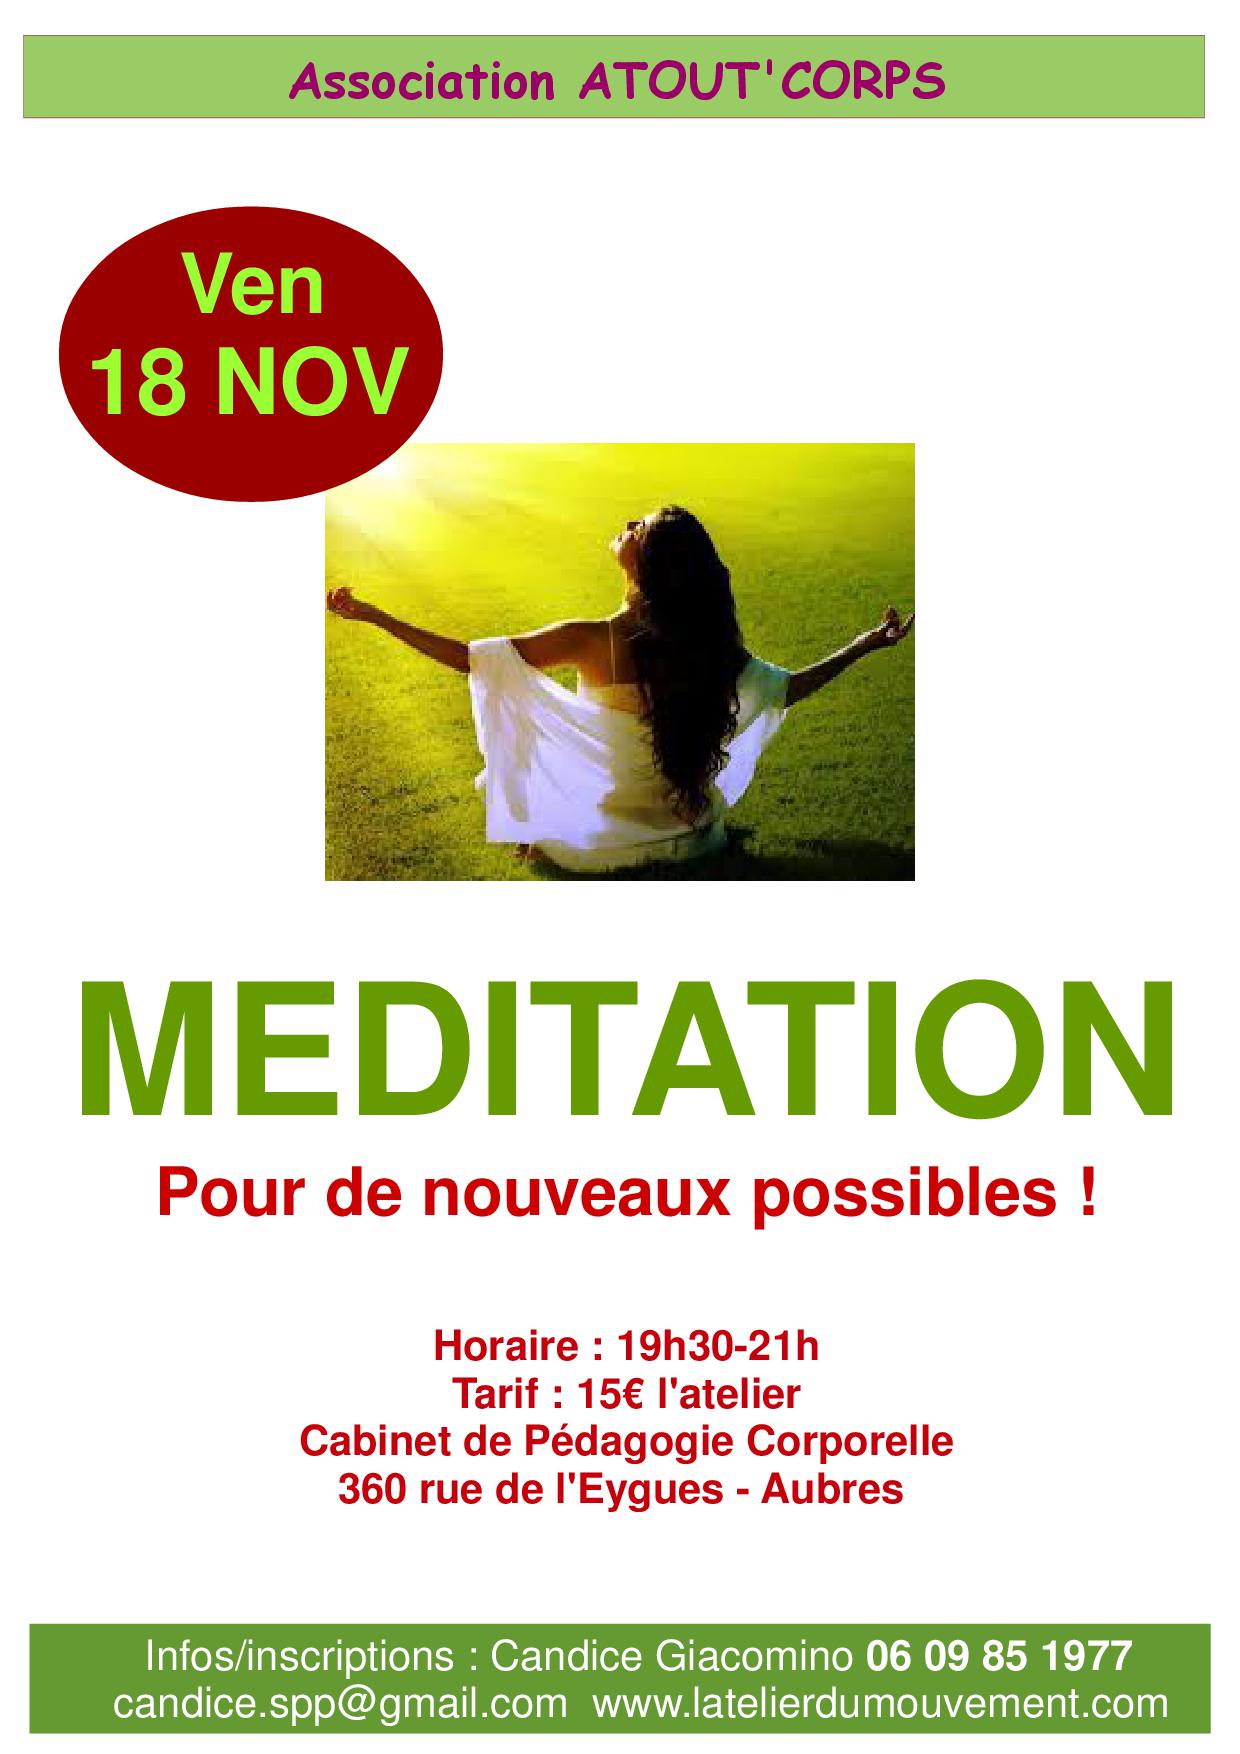 Association ATOUT'CORPS
Ven
18 NOV
MEDITATION
Pour de nouveaux possibles !
Horaire : 19h30-21h
Tarif : 15€ l'atelier
Cabinet de Pédagogie Corporelle
360 rue de l'Eygues - Aubres
Infos/inscriptions : Candice Giacomino 06 09 85 1977
candice.spp@gmail.com www.latelierdumouvement.com